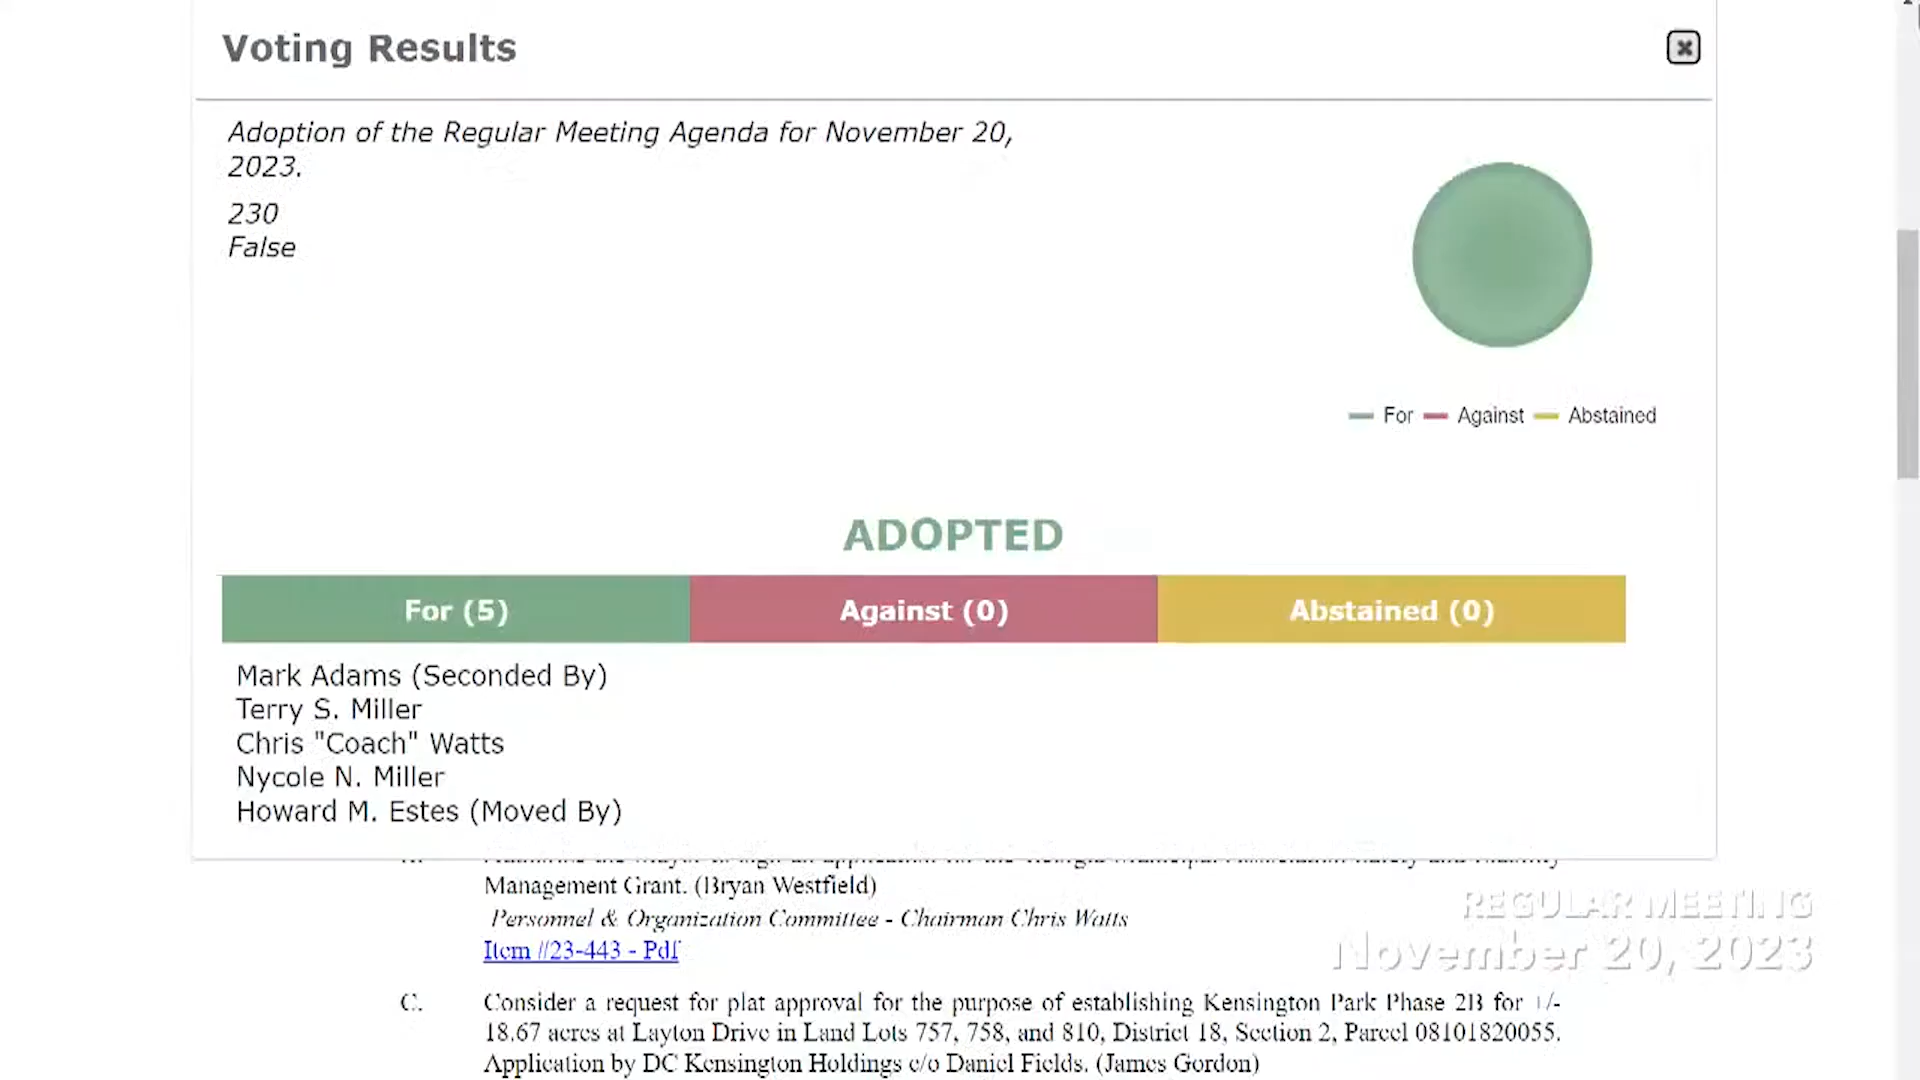 Voting Results
Adoption of the Regular Meeting Agenda for November 20,
2023.
230
False
For Against Abstained
ADOPTED
For (5) Against (0) Abstained (0)
Mark Adams (Seconded By)
Terry S. Miller
Chris "Coach" Watts
Nycole N. Miller
Howard M. Estes (Moved By)
Management Grant. (Bryan Westfield)
Personnel & Organization Committee - Chairman Chris Watts
Item #23-443 - Pdf
REGULAR MEETING
November 20, 2023
C. Consider a request for plat approval for the purpose of establishing Kensington Park Phase 2B for +/-
18.67 acres at Layton Drive in Land Lots 757, 758, and 810, District 18, Section 2, Parcel 08101820055.
Application by DC Kensington Holdings c/o Daniel Fields. (James Gordon)